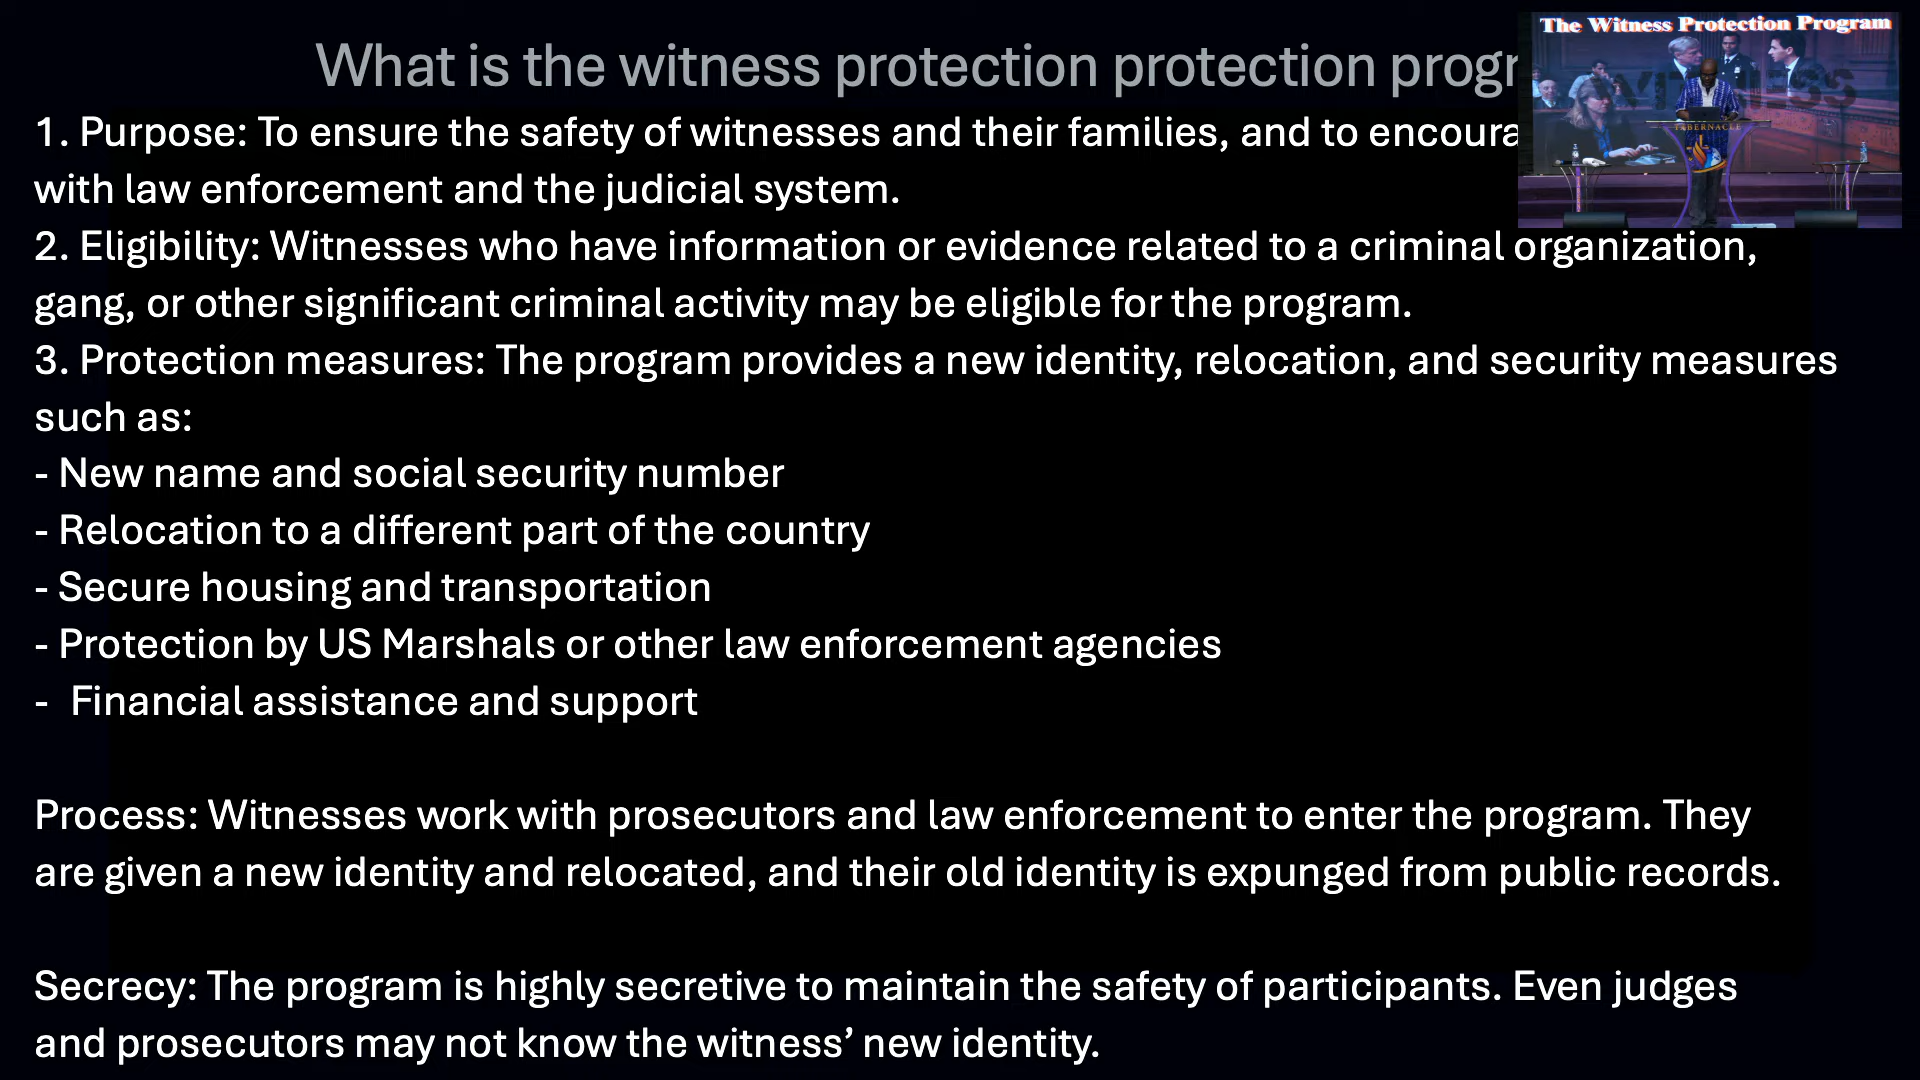 What is the witness protection protection progr
The Witness Protection Program
1. Purpose: To ensure the safety of witnesses and their families, and to encoura
with law enforcement and the judicial system.
2. Eligibility: Witnesses who have information or evidence related to a criminal organization,
gang, or other significant criminal activity may be eligible for the program.
3. Protection measures: The program provides a new identity, relocation, and security measures
such as:
- New name and social security number
- Relocation to a different part of the country
- Secure housing and transportation
- Protection by US Marshals or other law enforcement agencies
- Financial assistance and support
Process: Witnesses work with prosecutors and law enforcement to enter the program. They
are given a new identity and relocated, and their old identity is expunged from public records.
Secrecy: The program is highly secretive to maintain the safety of participants. Even judges
and prosecutors may not know the witness’ new identity.
TABERNACLE